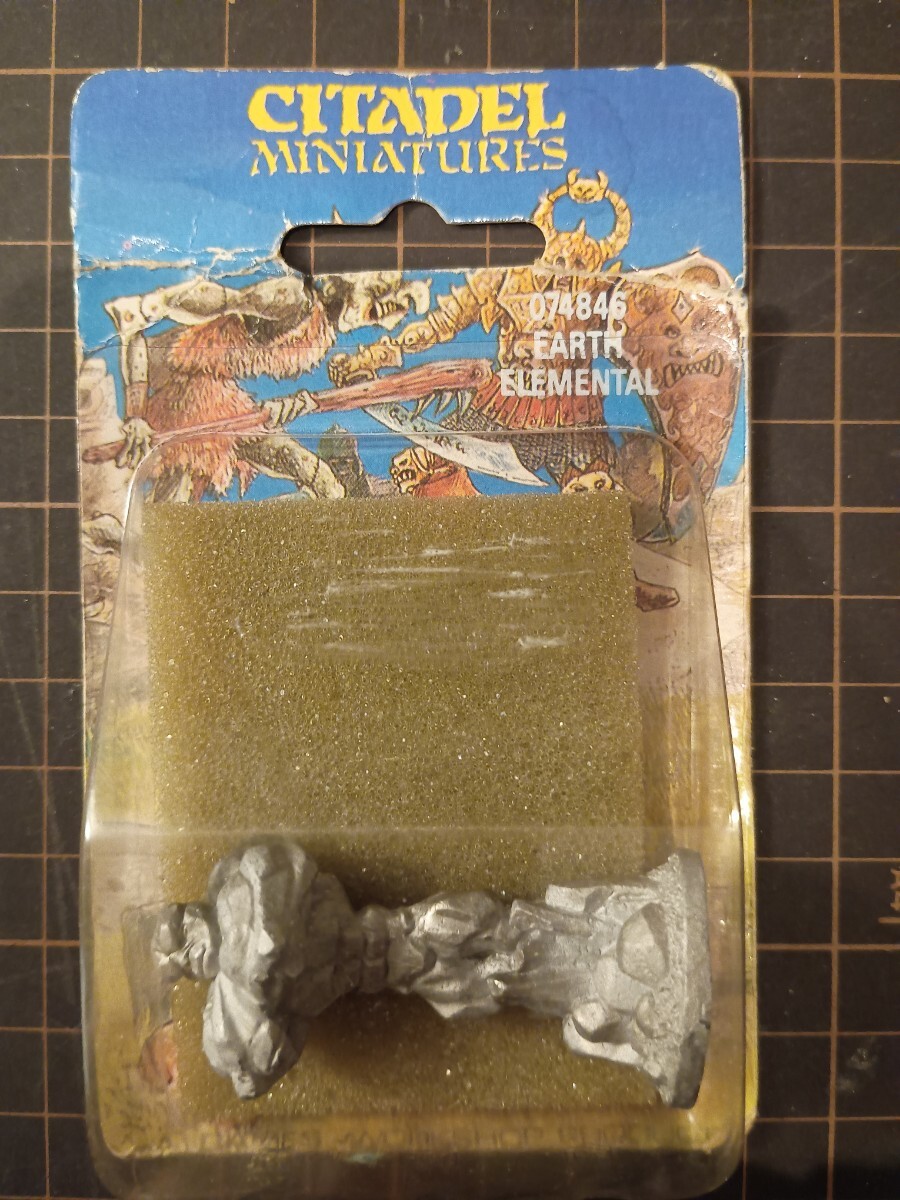 CITADEL
MINIATURES
074846
EARTH
ELEMENTAL